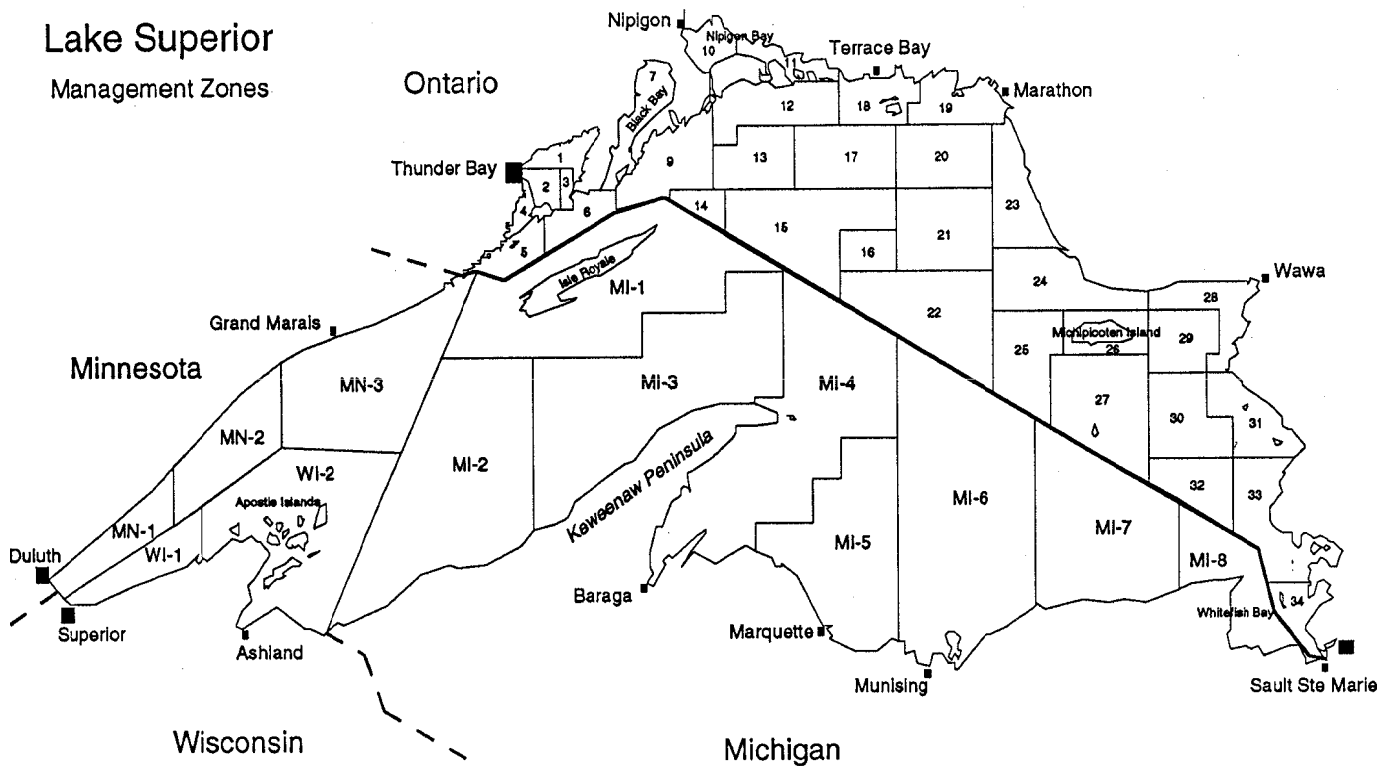 Lake Superior
Management Zones
Ontario
Nipigon
Nipigon Bay
10
11
Terrace Bay
Marathon
7
Black Bay
12
18
19
Thunder Bay
1
2
3
4
5
6
9
13
17
20
14
15
16
21
23
Isle Royale
MI-1
22
24
Wawa
28
Michipicoten Island
25
26
29
27
30
31
32
33
34
Grand Marais
Minnesota
MN-3
MN-2
MN-1
WI-2
WI-1
Apostle Islands
MI-2
MI-3
MI-4
Keweenaw Peninsula
MI-5
MI-6
MI-7
MI-8
Whitefish Bay
Duluth
Superior
Ashland
Baraga
Marquette
Munising
Sault Ste Marie
Wisconsin
Michigan